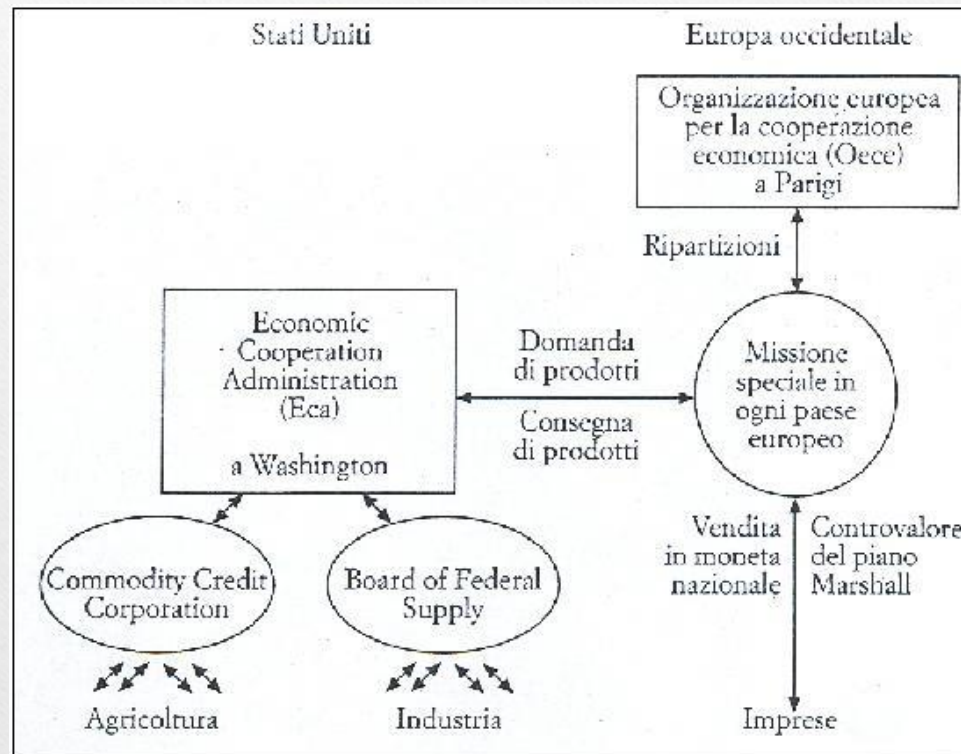 Stati Uniti
Europa occidentale
Organizzazione europea
per la cooperazione
economica (Oece)
a Parigi
Ripartizioni
Economic
Cooperation
Administration
(Eca)
a Washington
Domanda
di prodotti
Consegna
di prodotti
Missione
speciale in
ogni paese
europeo
Commodity Credit
Corporation
Board of Federal
Supply
Vendita
in moneta
nazionale
Controvalore
del piano
Marshall
Agricoltura
Industria
Imprese